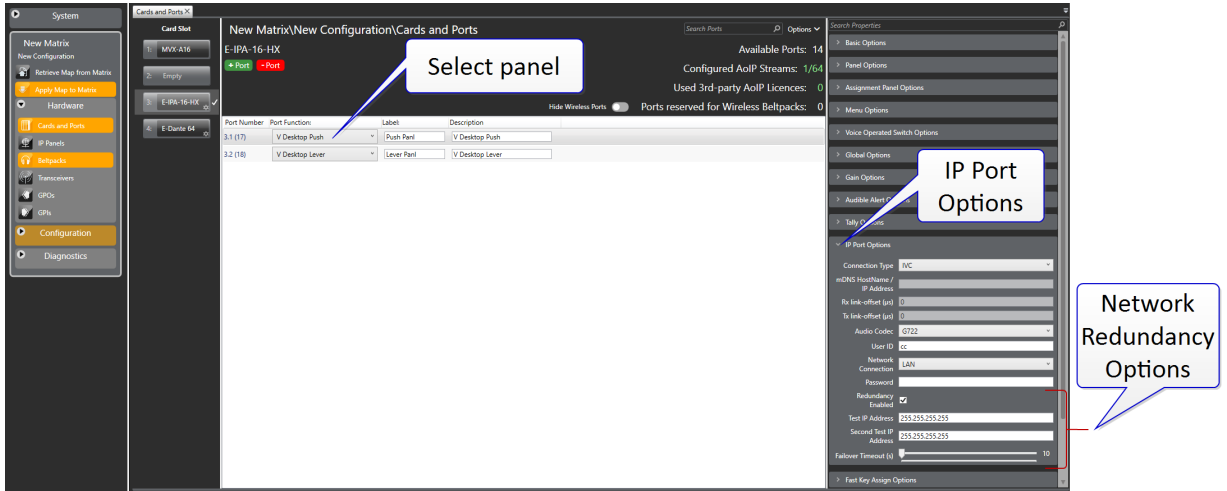 System
New Matrix
New Configuration
Retrieve Map from Matrix
Apply Map to Matrix
Hardware
Cards and Ports
IP Panels
Beltpacks
Transceivers
GPOs
GPIs
Configuration
Diagnostics
Cards and Ports X
Card Slot
1: MVX-A16
2: Empty
3: E-IPA-16-HX
4: E-Dante 64
New Matrix\New Configuration\Cards and Ports
Search Ports
Options
E-IPA-16-HX
+ Port
- Port
Available Ports: 14
Configured AoIP Streams: 1/64
Used 3rd-party AoIP Licences: 0
Hide Wireless Ports
Ports reserved for Wireless Beltpacks: 0
Port Number Port Function: Label: Description
3.1 (17) V Desktop Push Push Panl V Desktop Push
3.2 (18) V Desktop Lever Lever Panl V Desktop Lever
Select panel
Search Properties
Basic Options
Panel Options
Assignment Panel Options
Menu Options
Voice Operated Switch Options
Global Options
Gain Options
Audible Alert
Tally
IP Port Options
Connection Type IVC
mDNS HostName /
IP Address
Rx link-offset (µs) 0
Tx link-offset (µs) 0
Audio Codec G722
User ID cc
Network
Connection LAN
Password
Redundancy
Enabled
Test IP Address 255.255.255.255
Second Test IP
Address 255.255.255.255
Failover Timeout (s) 10
Fast Key Assign Options
IP Port
Options
Network
Redundancy
Options